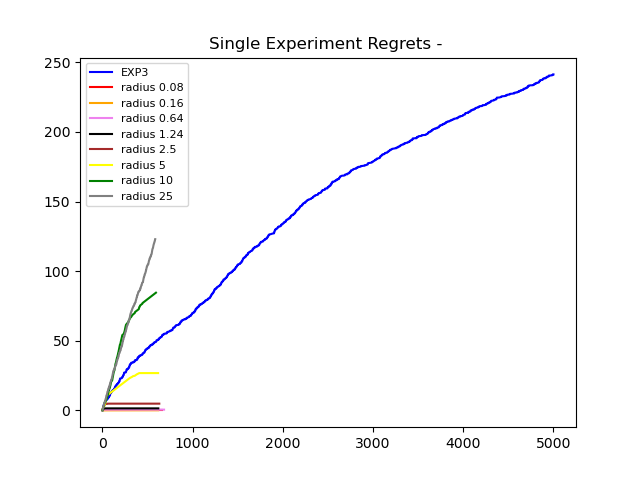 Single Experiment Regrets -
250
200
150
100
50
0
EXP3
radius 0.08
radius 0.16
radius 0.64
radius 1.24
radius 2.5
radius 5
radius 10
radius 25
0 1000 2000 3000 4000 5000